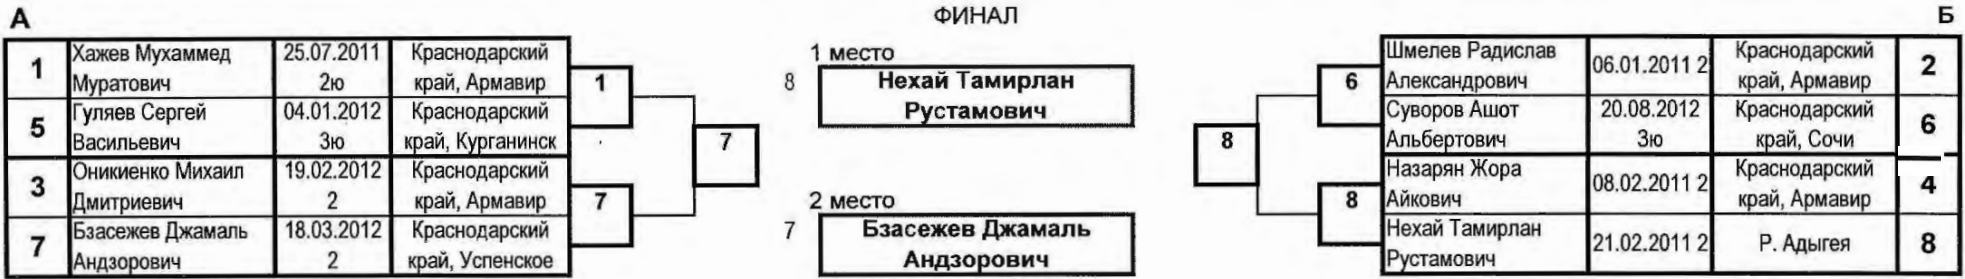 А
ФИНАЛ
Б
1
Хажев Мухаммед
Муратович
25.07.2011
2ю
Краснодарский
край, Армавир
5
Гуляев Сергей
Васильевич
04.01.2012
3ю
Краснодарский
край, Курганинск
3
Оникиенко Михаил
Дмитриевич
19.02.2012
2
Краснодарский
край, Армавир
7
Бзасежев Джамаль
Андзорович
18.03.2012
2
Краснодарский
край, Успенское
1
7
7
1 место
8
Нехай Тамирлан
Рустамович
2 место
7
Бзасежев Джамаль
Андзорович
8
6
8
Шмелев Радислав
Александрович
06.01.2011 2
Краснодарский
край, Армавир
2
Суворов Ашот
Альбертович
20.08.2012
3ю
Краснодарский
край, Сочи
6
Назарян Жора
Айкович
08.02.2011 2
Краснодарский
край, Армавир
4
Нехай Тамирлан
Рустамович
21.02.2011 2
Р. Адыгея
8